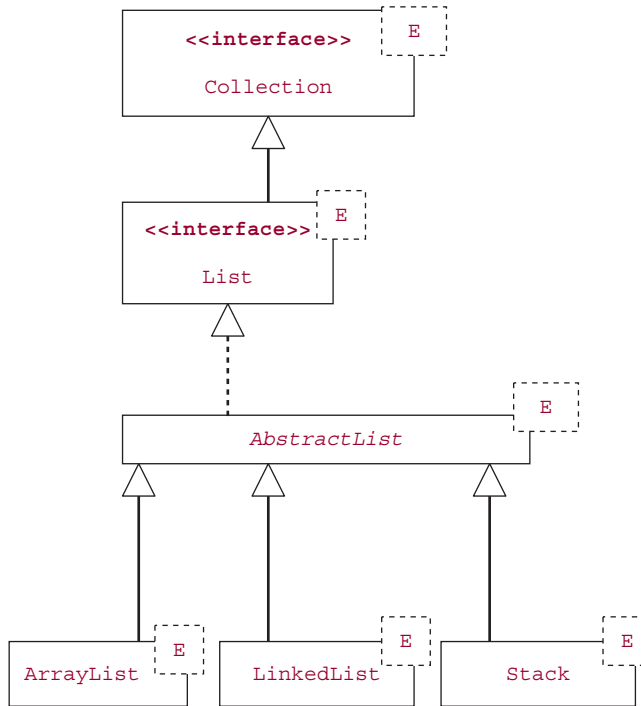 E
<<interface>>
Collection
E
<<interface>>
List
E
AbstractList
E
ArrayList
E
LinkedList
E
Stack